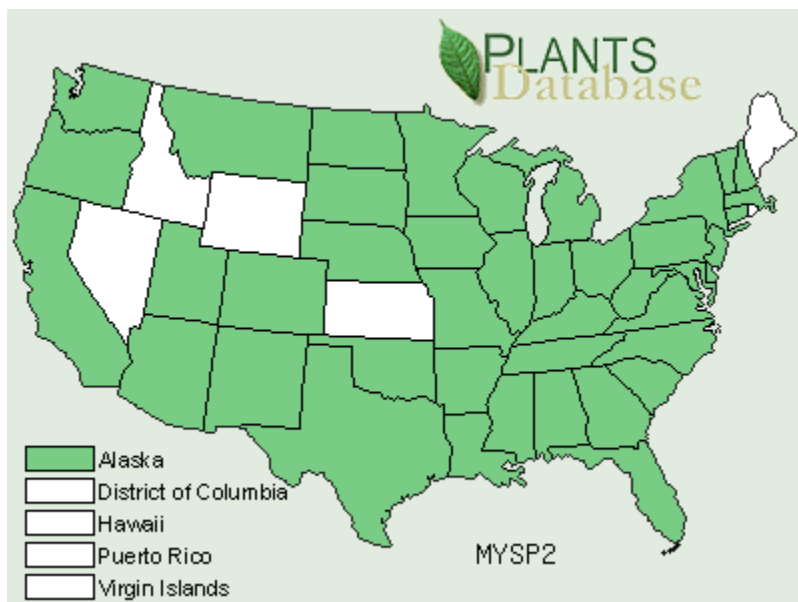 PLANTS
Database
Alaska
District of Columbia
Hawaii
Puerto Rico
Virgin Islands
MYSP2